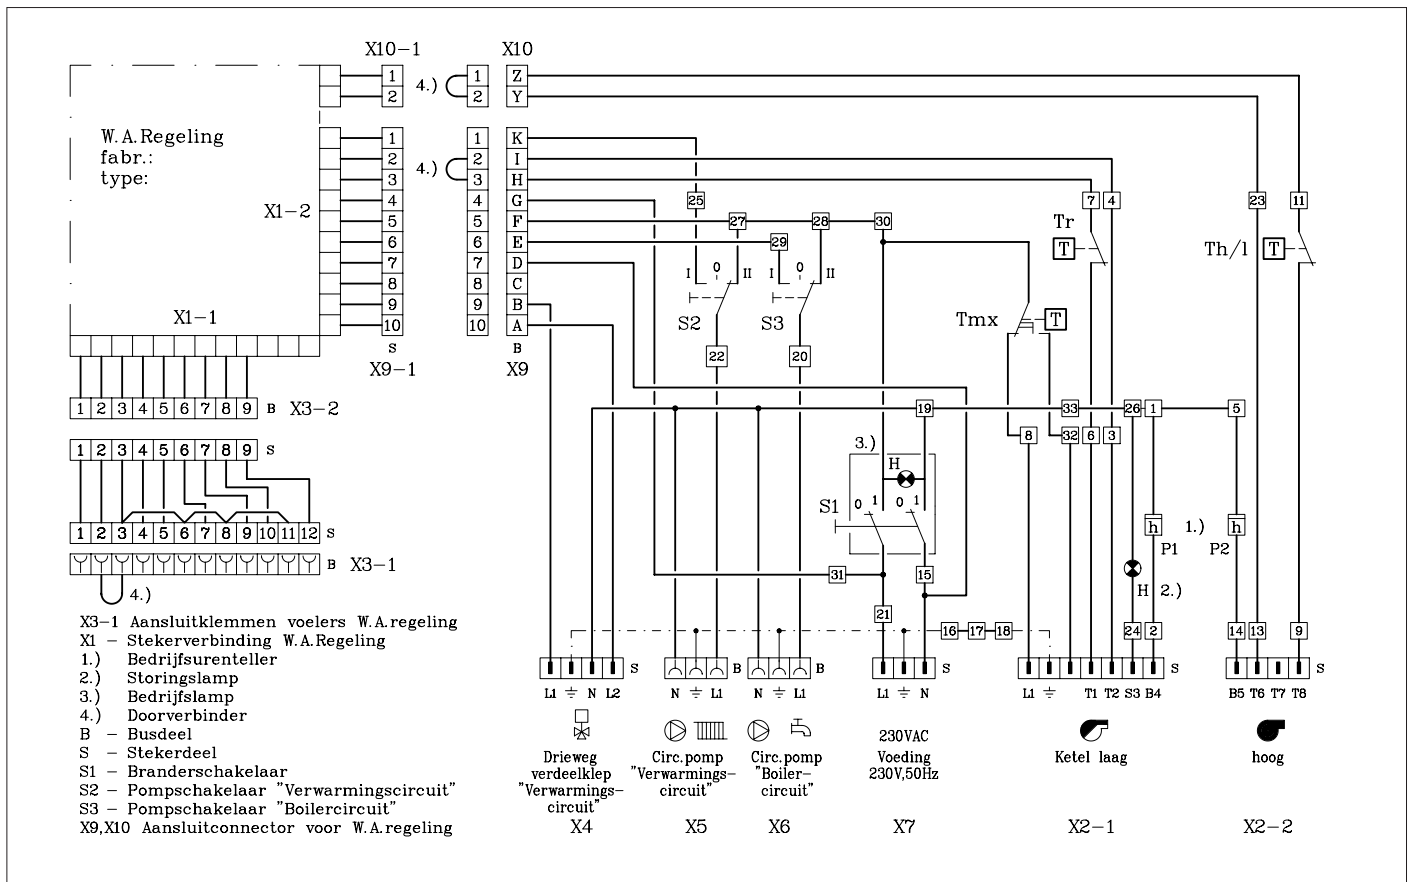 X10-1 X10
1 4.) 1 Z
2 2 Y
W.A.Regeling
fabr.:
type:
X1-2
X1-1
1 1 K
2 4.) 2 I
3 3 H
4 4 G
5 5 F
6 6 E
7 7 D
8 8 C
9 9 B
10 10 A
S B
X9-1 X9
25 7 4 23 11
27 28 30
29
Tr T Th/1 T
I 0 II I 0 II
S2 S3 Tmx T
22 20
1 2 3 4 5 6 7 8 9 B X3-2
19 33 26 1 5
8 32 6 3
1 2 3 4 5 6 7 8 9 S
3.)
H
0 1 0 1
S1
1 2 3 4 5 6 7 8 9 10 11 12 S
h 1.) h
P1 P2
B X3-1
4.)
31 15
H 2.)
21
16 17 18 24 2 14 13 9
X3-1 Aansluitklemmen voelers W.A.regeling
X1 - Stekerverbinding W.A.Regeling
1.) Bedrijfsurenteller
2.) Storingslamp
3.) Bedrijfslamp
4.) Doorverbinder
B - Busdeel
S - Stekerdeel
S1 - Branderschakelaar
S2 - Pompschakelaar "Verwarmingscircuit"
S3 - Pompschakelaar "Boilercircuit"
X9,X10 Aansluitconnector voor W.A.regeling
S B B S S S
L1 N L2 N L1 N L1 L1 N L1 T1 T2 S3 B4 B5 T6 T7 T8
Drieweg
verdeelklep
"Verwarmings-
circuit"
X4
Circ.pomp
"Verwarmings-
circuit"
X5
Circ.pomp
"Boiler-
circuit"
X6
230VAC
Voeding
230V,50Hz
X7
Ketel laag
X2-1
hoog
X2-2